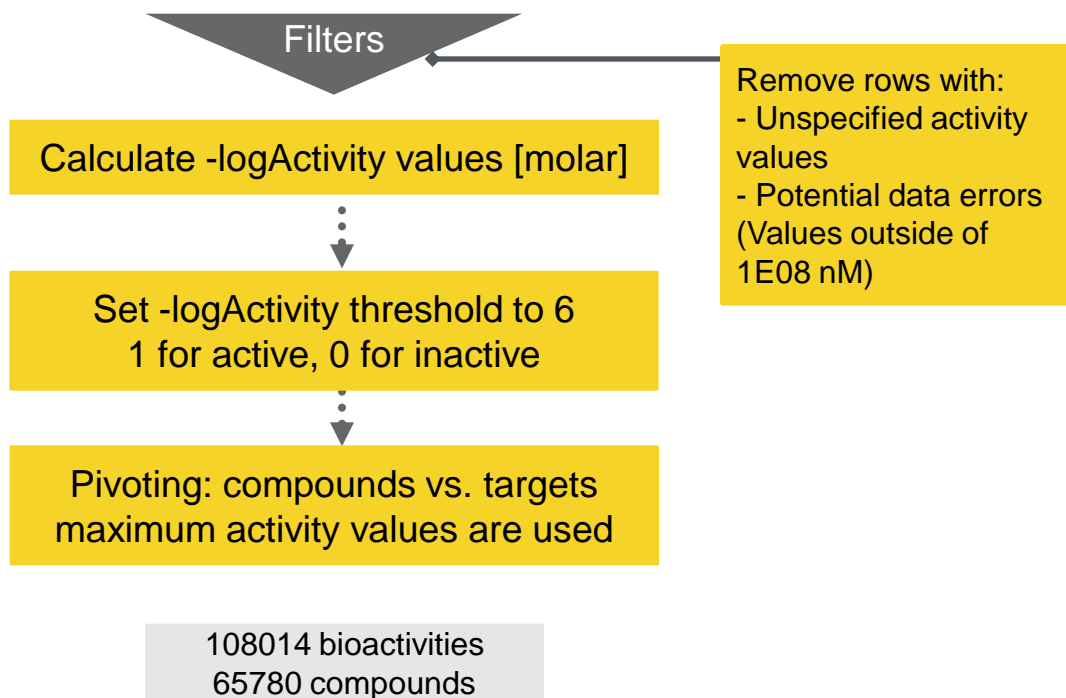 Filters
Remove rows with:
- Unspecified activity
values
- Potential data errors
(Values outside of
1E08 nM)
Calculate -logActivity values [molar]
Set -logActivity threshold to 6
1 for active, 0 for inactive
Pivoting: compounds vs. targets
maximum activity values are used
108014 bioactivities
65780 compounds